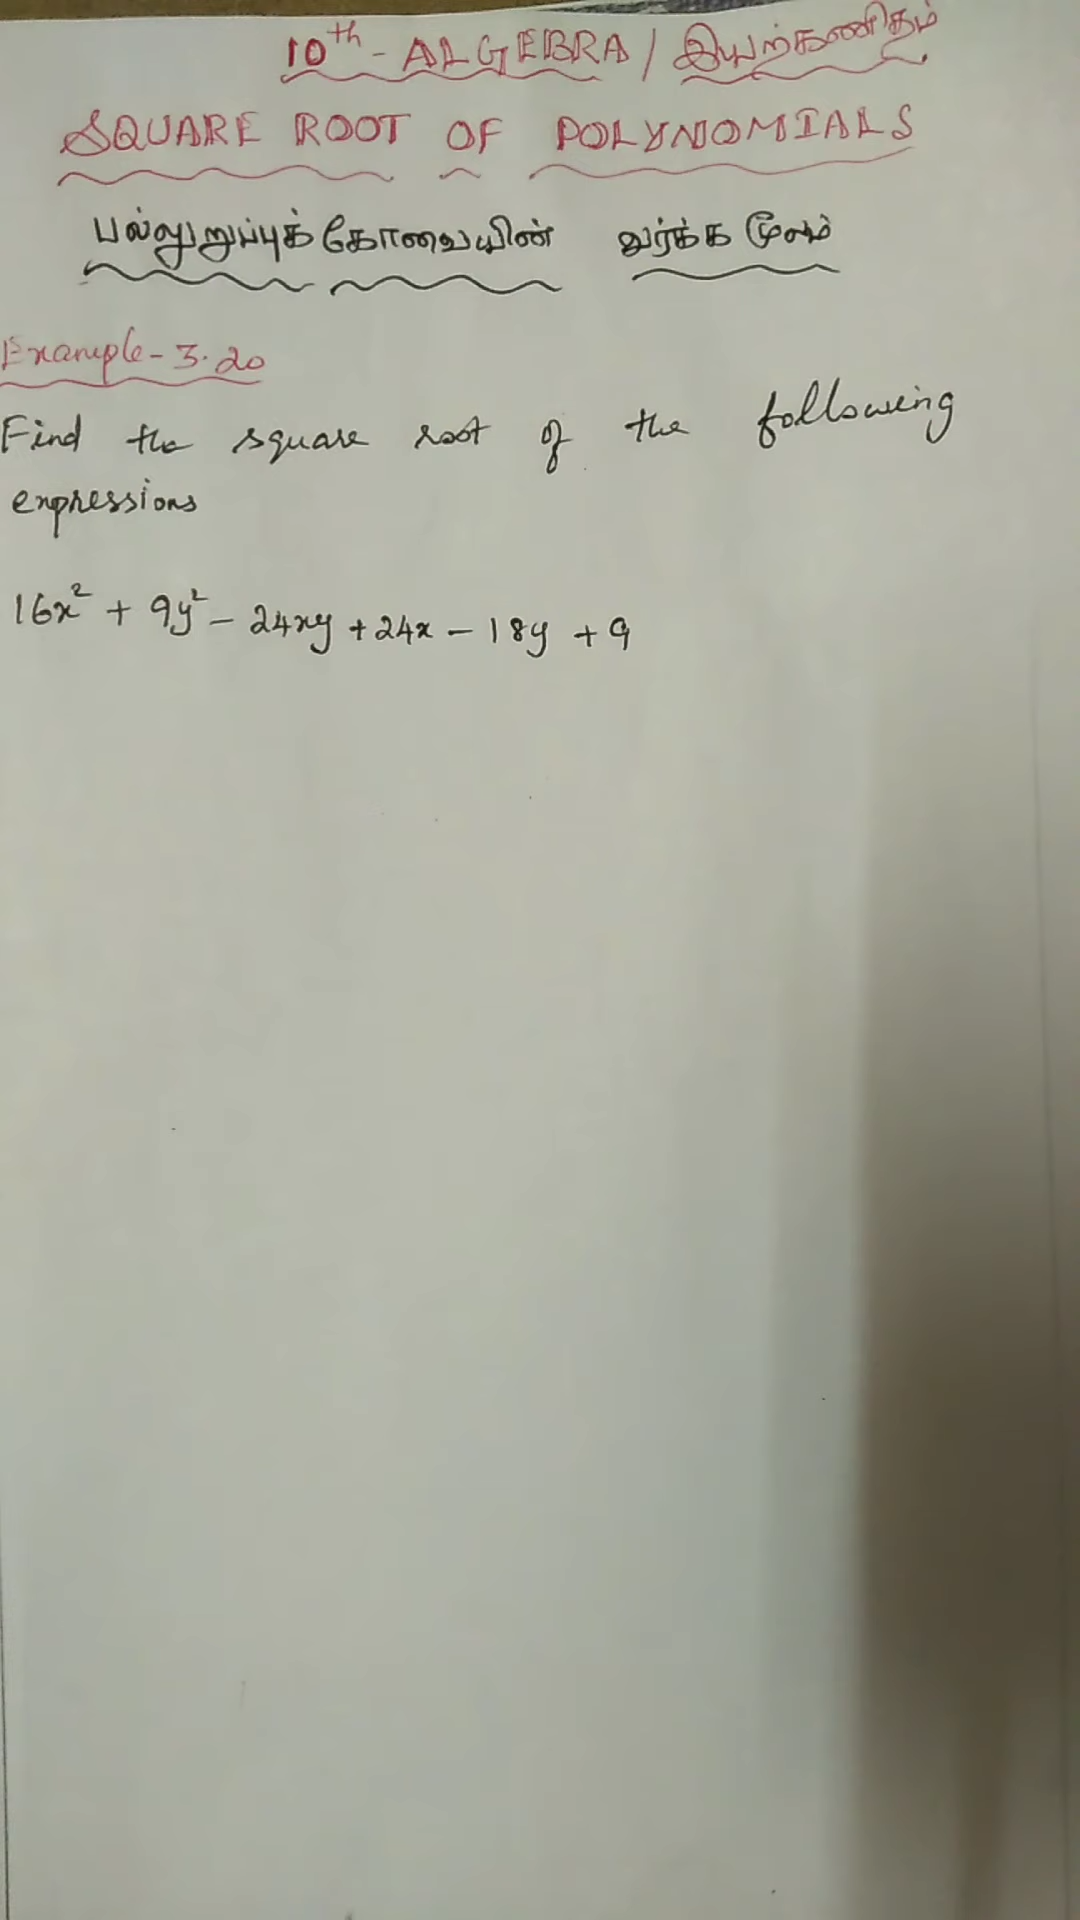 10th - ALGEBRA / இயற்கணிதம்
SQUARE ROOT OF POLYNOMIALS
பல்லுறுப்புக்கோவையின் வர்க்க மூலம்
Example - 3.20
Find the square root of the following
expressions
16x² + 9y² - 24xy + 24x - 18y + 9